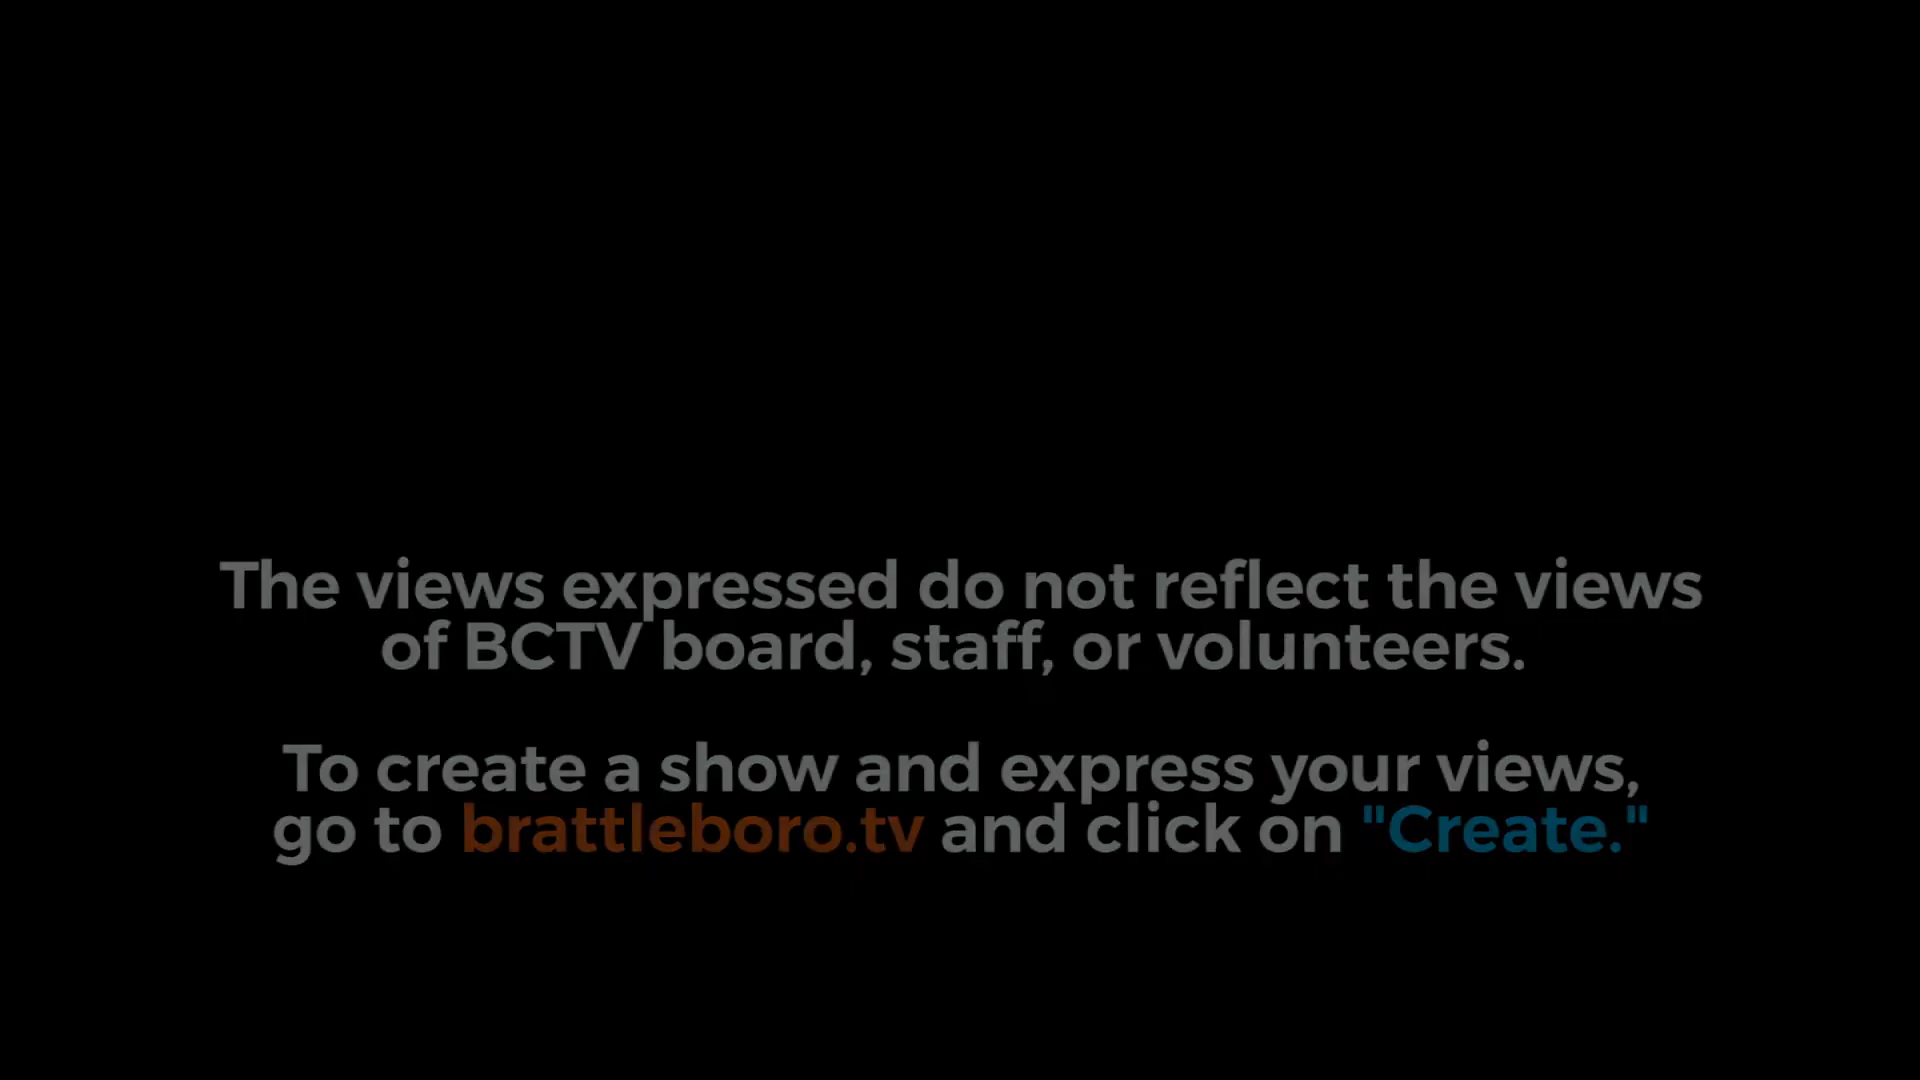 The views expressed do not reflect the views
of BCTV board, staff, or volunteers.
To create a show and express your views,
go to brattleboro.tv and click on "Create."